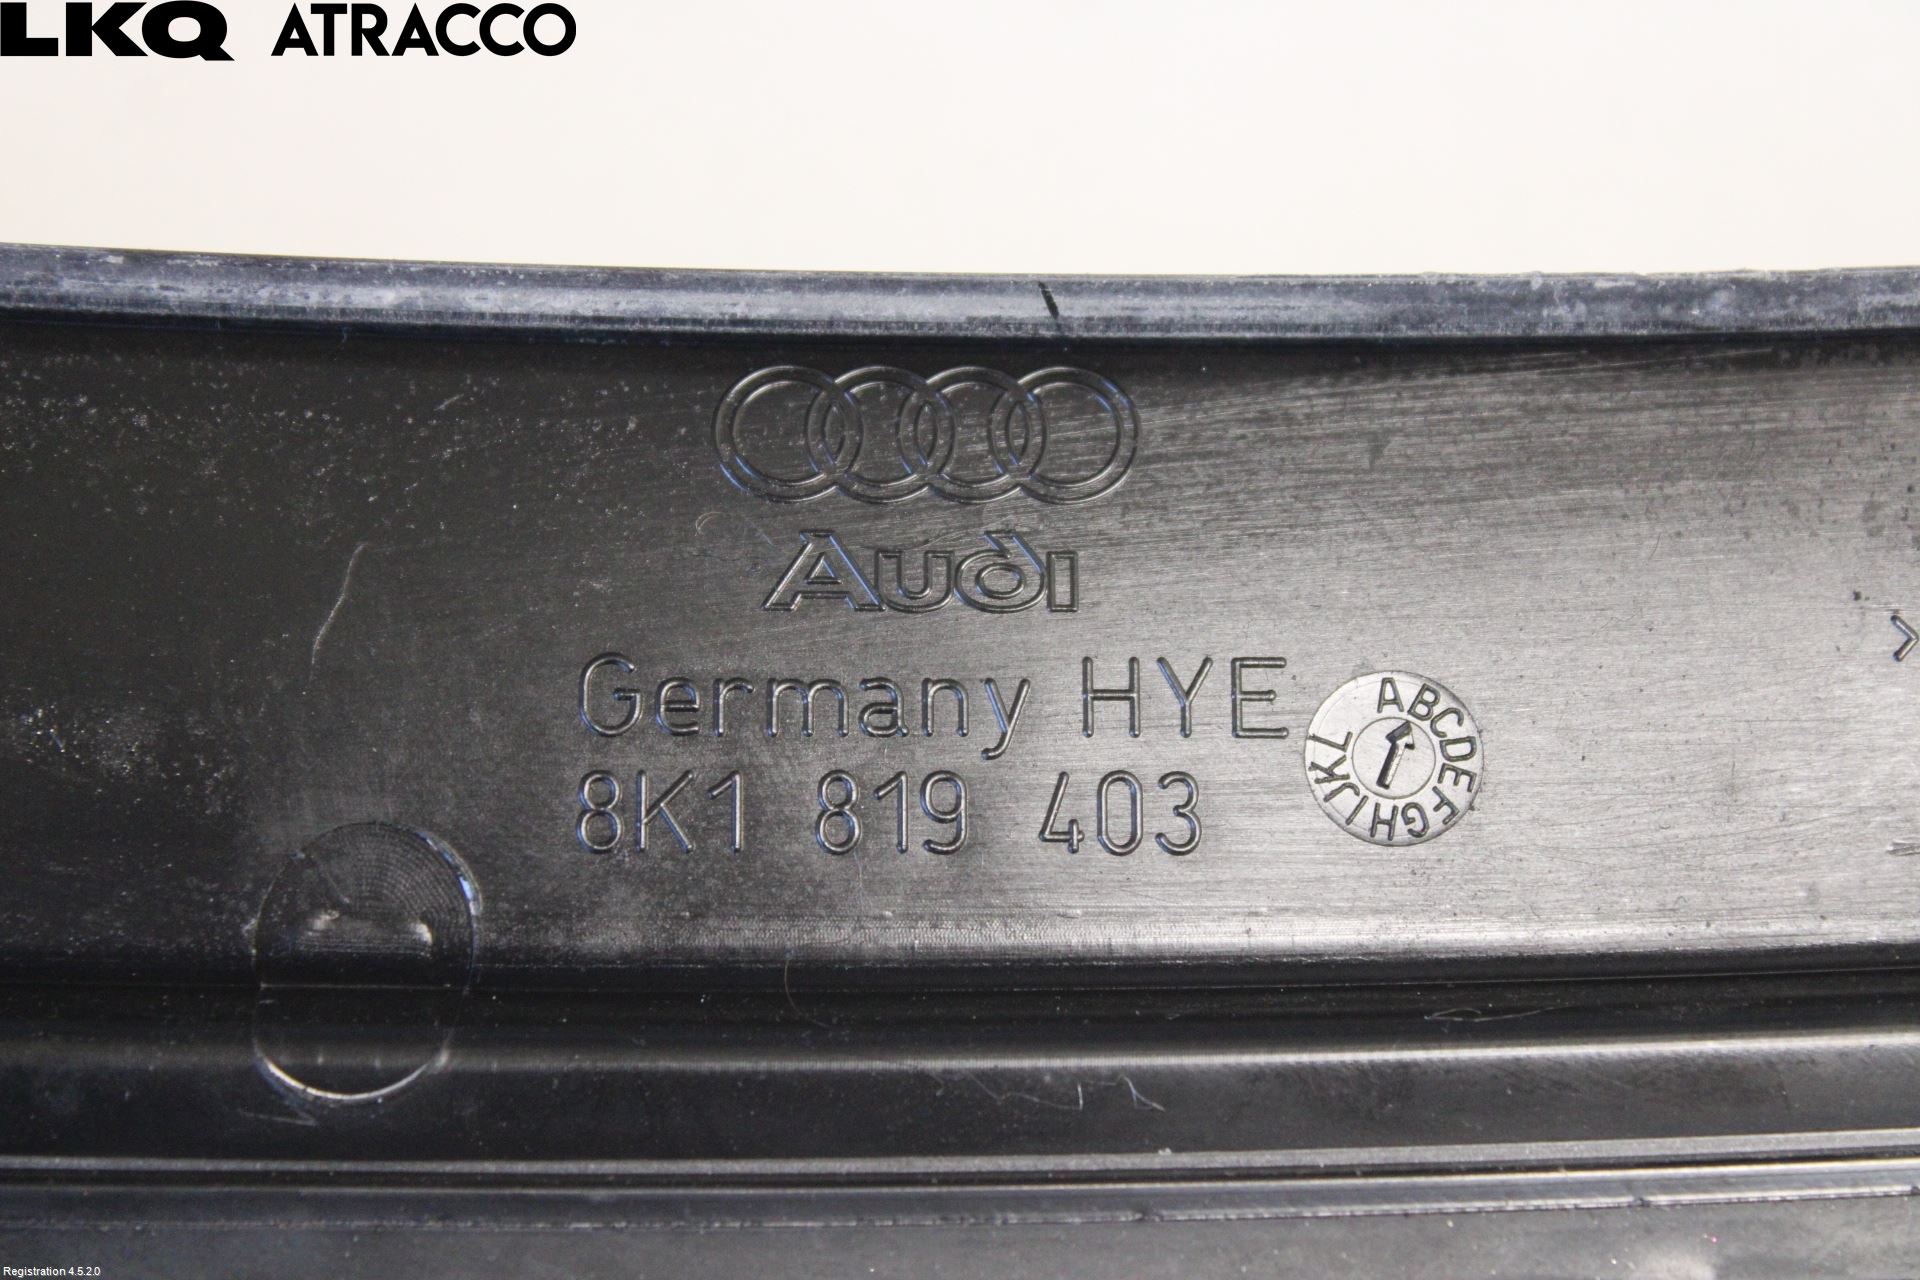 LKQ ATRACCO
Audi
Germany HYE
8K1 819 403
ABCDEFGHIJKL
>
Registration 4.5.2.0